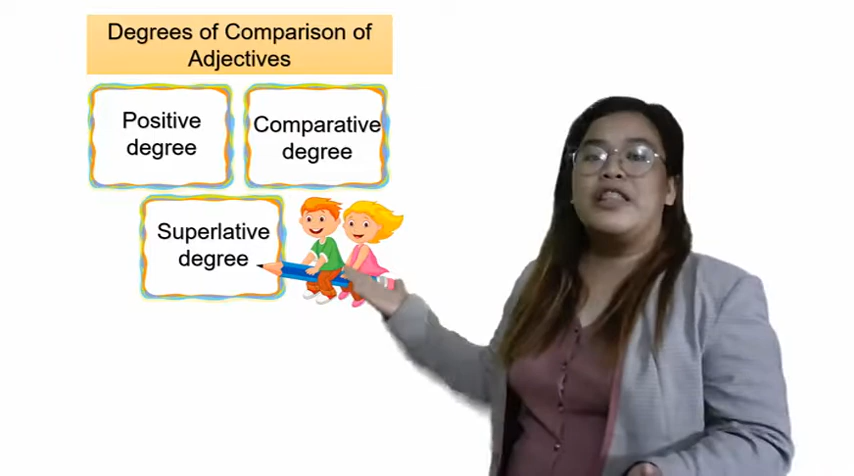 Degrees of Comparison of
Adjectives
Positive
degree
Comparative
degree
Superlative
degree